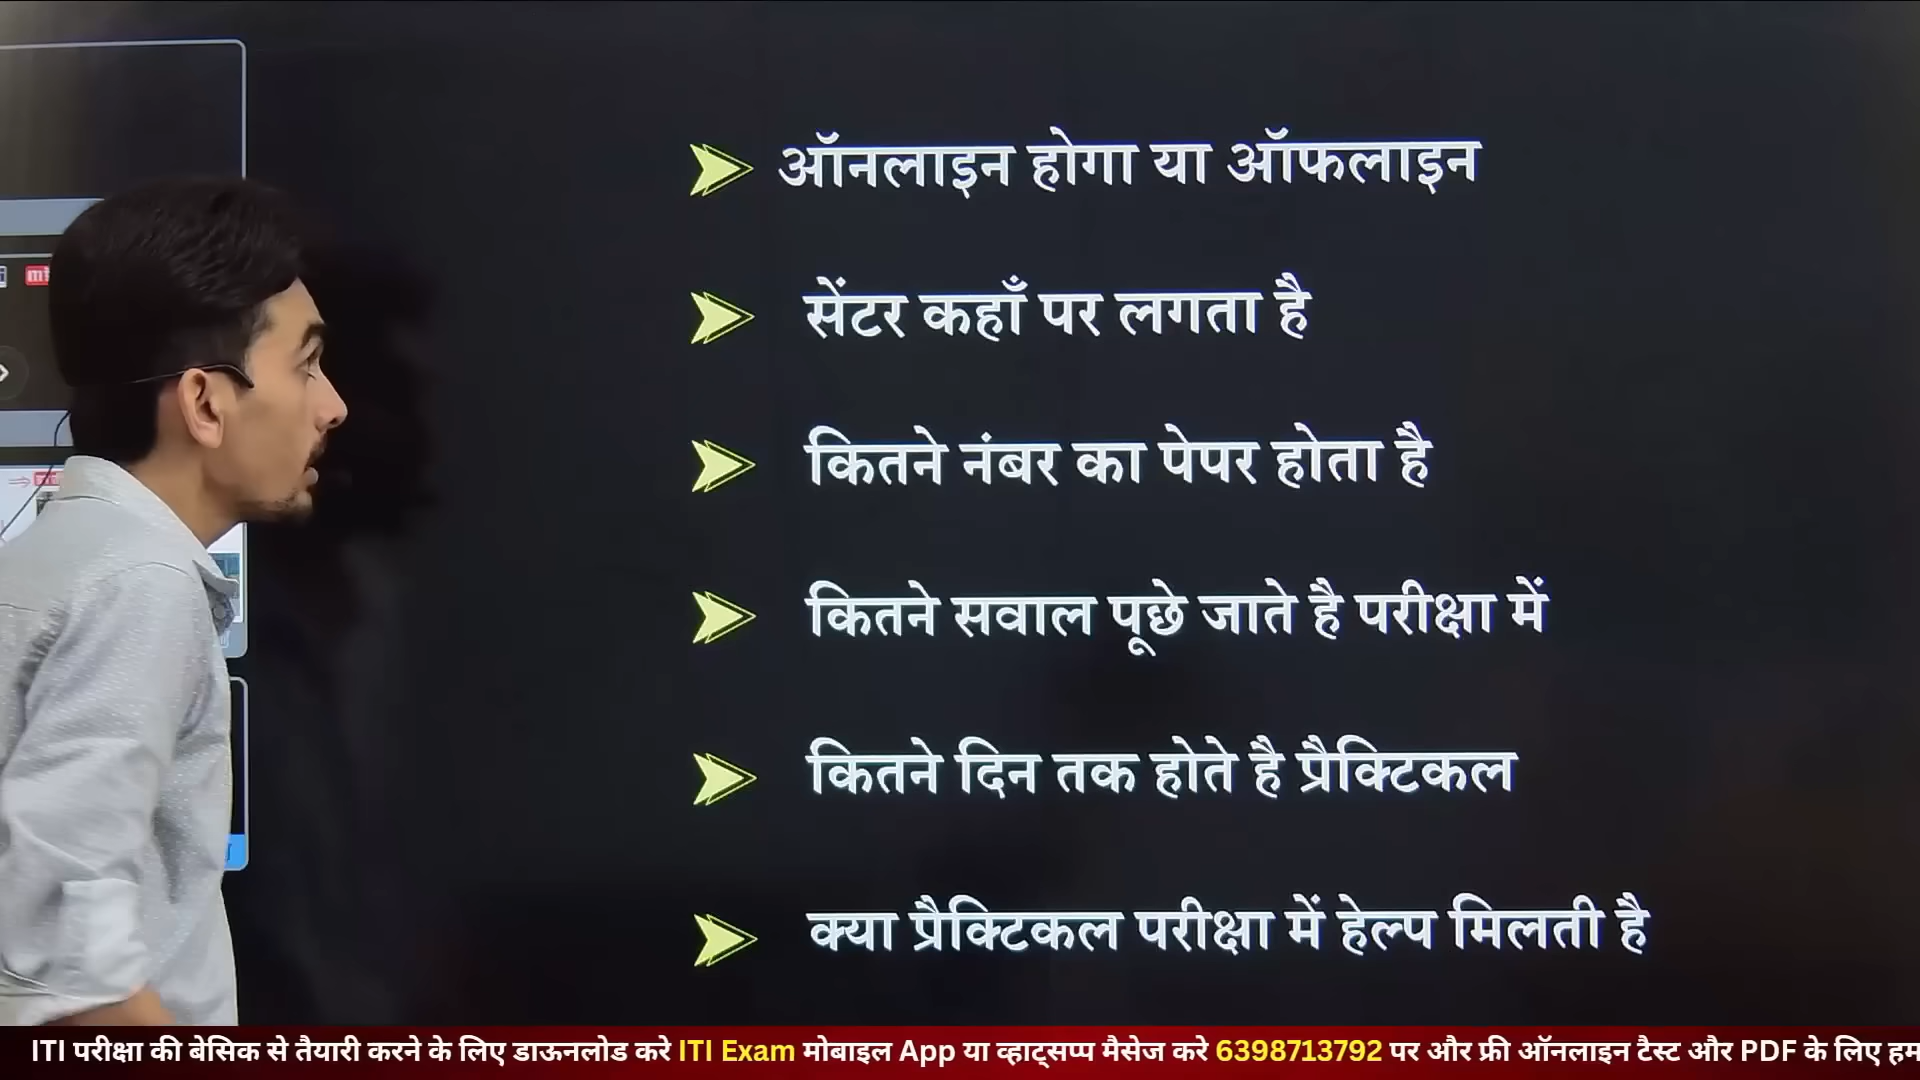 ऑनलाइन होगा या ऑफलाइन
सेंटर कहाँ पर लगता है
कितने नंबर का पेपर होता है
कितने सवाल पूछे जाते है परीक्षा में
कितने दिन तक होते है प्रैक्टिकल
क्या प्रैक्टिकल परीक्षा में हेल्प मिलती है
ITI परीक्षा की बेसिक से तैयारी करने के लिए डाऊनलोड करे ITI Exam मोबाइल App या व्हाट्सप्प मैसेज करे 6398713792 पर और फ्री ऑनलाइन टैस्ट और PDF के लिए हम